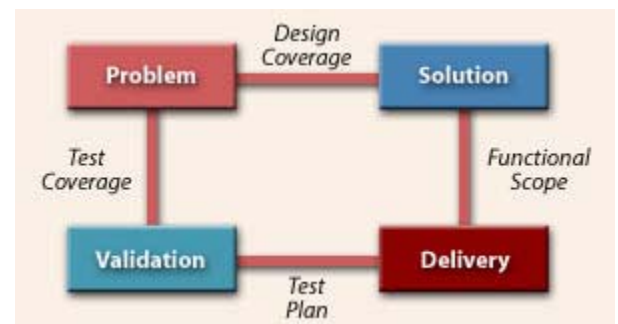 Design
Coverage
Problem
Solution
Test
Coverage
Functional
Scope
Validation
Delivery
Test
Plan